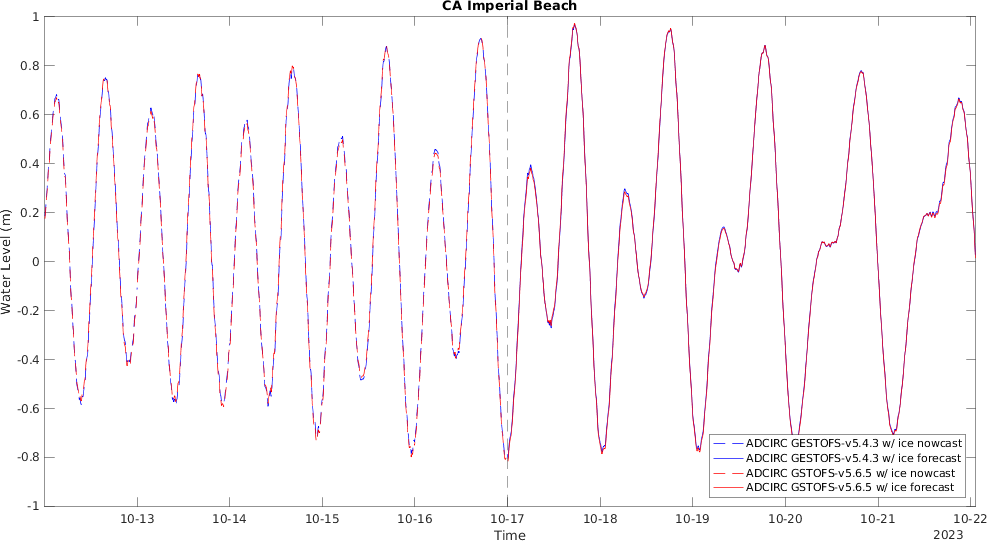 CA Imperial Beach
1
0.8
0.6
0.4
0.2
0
-0.2
-0.4
-0.6
-0.8
-1
Water Level (m)
10-13 10-14 10-15 10-16 10-17 10-18 10-19 10-20 10-21 10-22
Time
2023
ADCIRC GESTOFS-v5.4.3 w/ ice nowcast
ADCIRC GESTOFS-v5.4.3 w/ ice forecast
ADCIRC GSTOFS-v5.6.5 w/ ice nowcast
ADCIRC GSTOFS-v5.6.5 w/ ice forecast